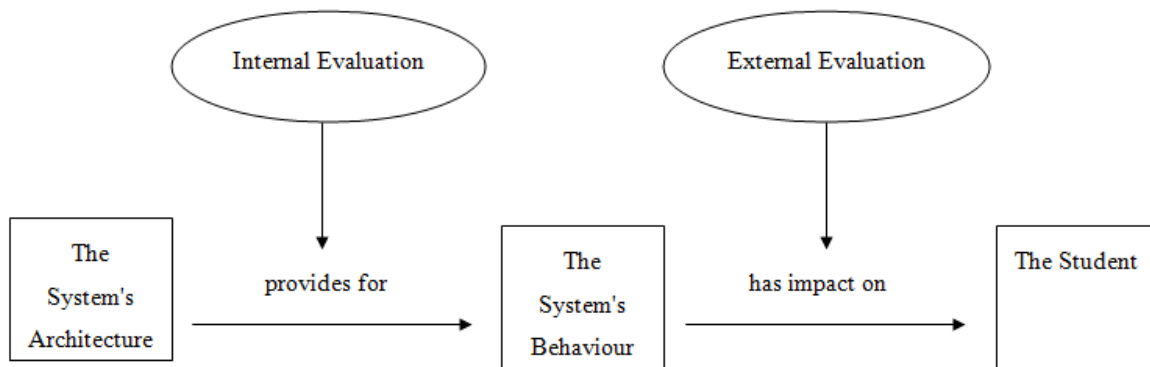 Internal Evaluation
External Evaluation
The
System's
Architecture
provides for
The
System's
Behaviour
has impact on
The Student